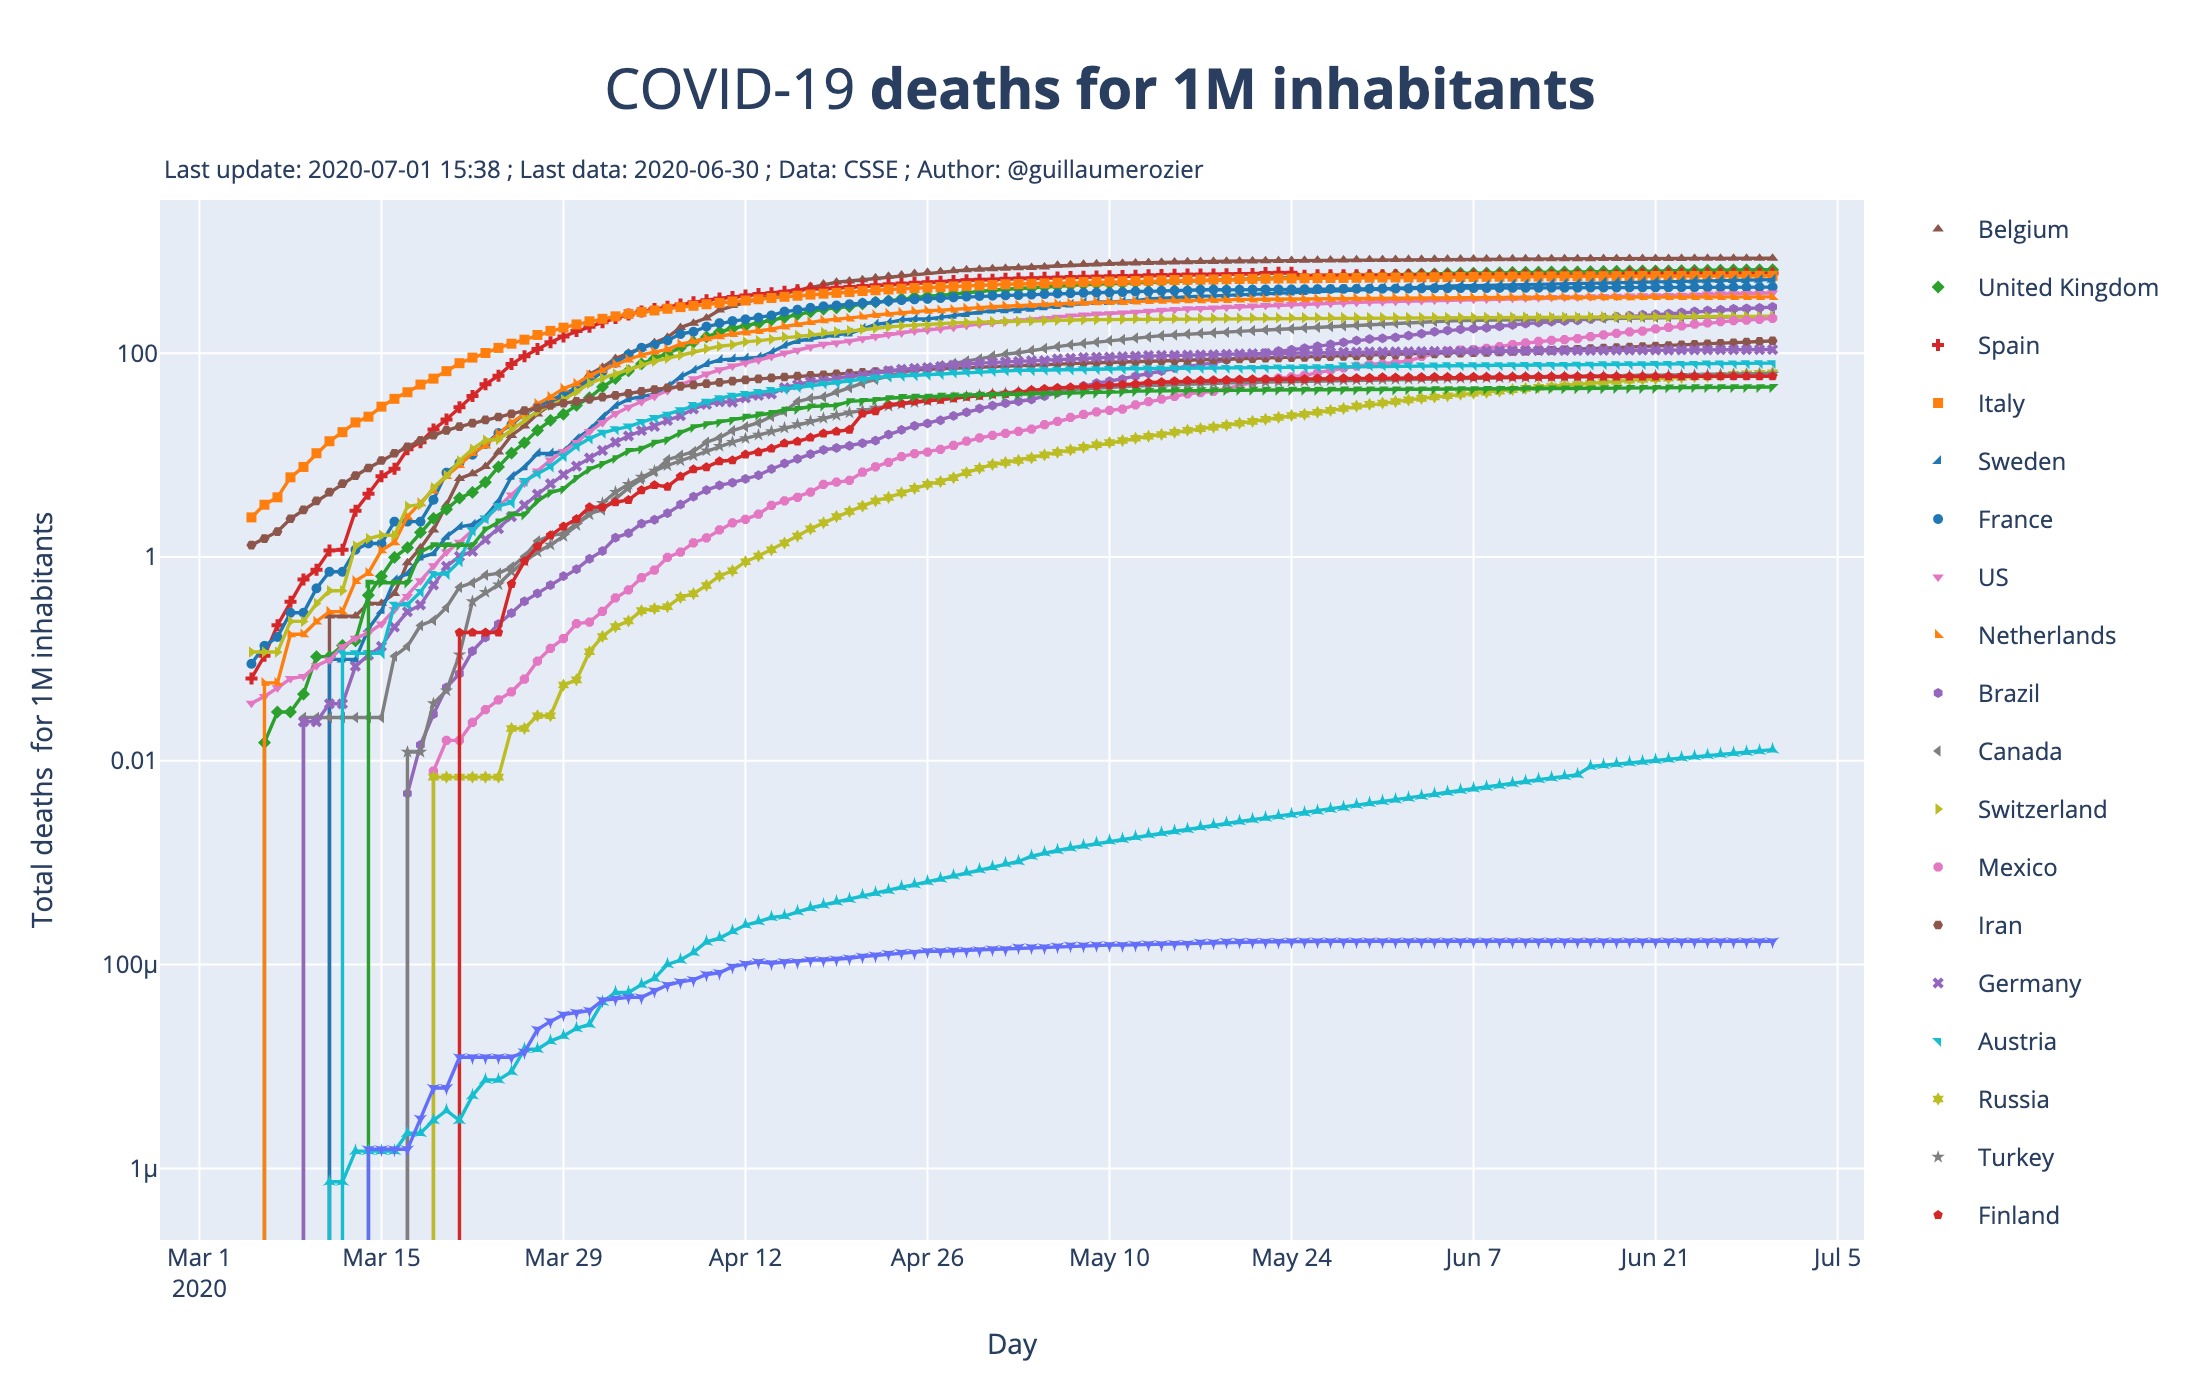 COVID-19 deaths for 1M inhabitants
Last update: 2020-07-01 15:38 ; Last data: 2020-06-30 ; Data: CSSE ; Author: @guillaumerozier
Total deaths for 1M inhabitants
100
1
0.01
100μ
1μ
Mar 1
2020
Mar 15
Mar 29
Apr 12
Apr 26
May 10
May 24
Jun 7
Jun 21
Jul 5
Day
Belgium
United Kingdom
Spain
Italy
Sweden
France
US
Netherlands
Brazil
Canada
Switzerland
Mexico
Iran
Germany
Austria
Russia
Turkey
Finland